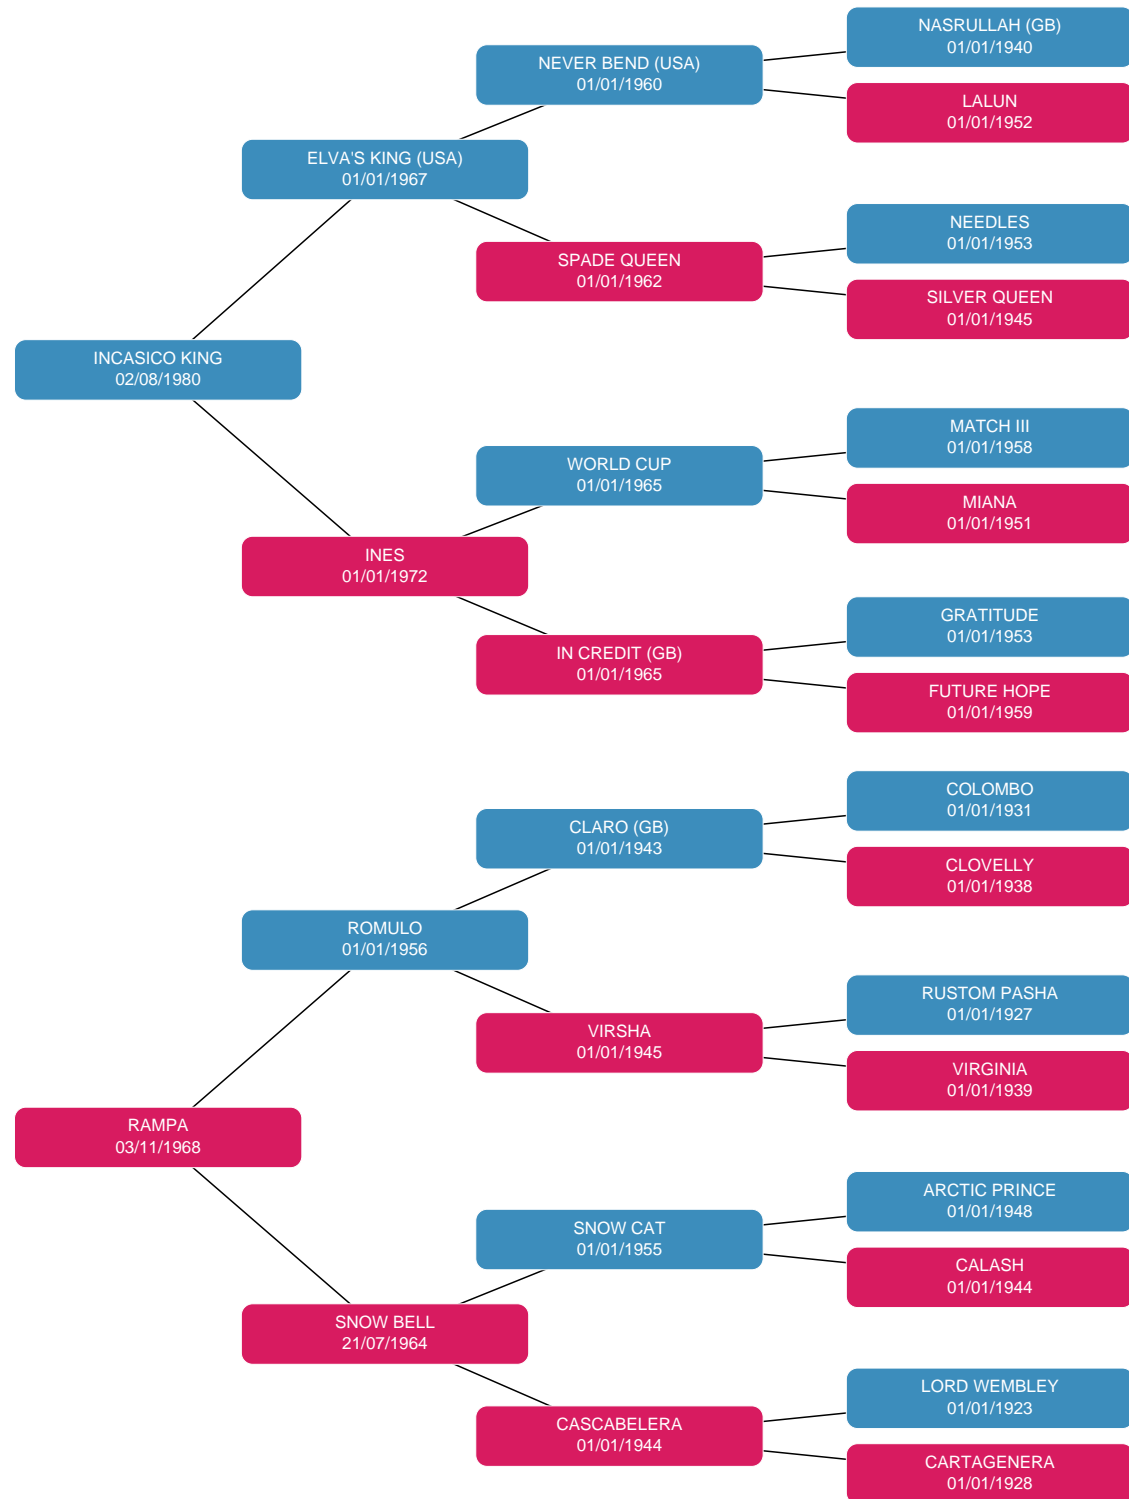 NASRULLAH (GB)
01/01/1940
NEVER BEND (USA)
01/01/1960
LALUN
01/01/1952
ELVA'S KING (USA)
01/01/1967
NEEDLES
01/01/1953
SPADE QUEEN
01/01/1962
SILVER QUEEN
01/01/1945
INCASICO KING
02/08/1980
MATCH III
01/01/1958
WORLD CUP
01/01/1965
MIANA
01/01/1951
INES
01/01/1972
GRATITUDE
01/01/1953
IN CREDIT (GB)
01/01/1965
FUTURE HOPE
01/01/1959
COLOMBO
01/01/1931
CLARO (GB)
01/01/1943
CLOVELLY
01/01/1938
ROMULO
01/01/1956
RUSTOM PASHA
01/01/1927
VIRSHA
01/01/1945
VIRGINIA
01/01/1939
RAMPA
03/11/1968
ARCTIC PRINCE
01/01/1948
SNOW CAT
01/01/1955
CALASH
01/01/1944
SNOW BELL
21/07/1964
LORD WEMBLEY
01/01/1923
CASCABELERA
01/01/1944
CARTAGENERA
01/01/1928